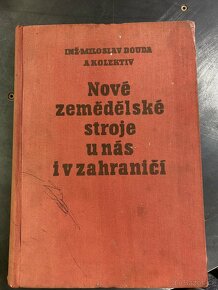 INŽ·MILOSLAV DOUDA
A KOLEKTIV
Nové
zemědělské
stroje
u nás
i v zahraničí